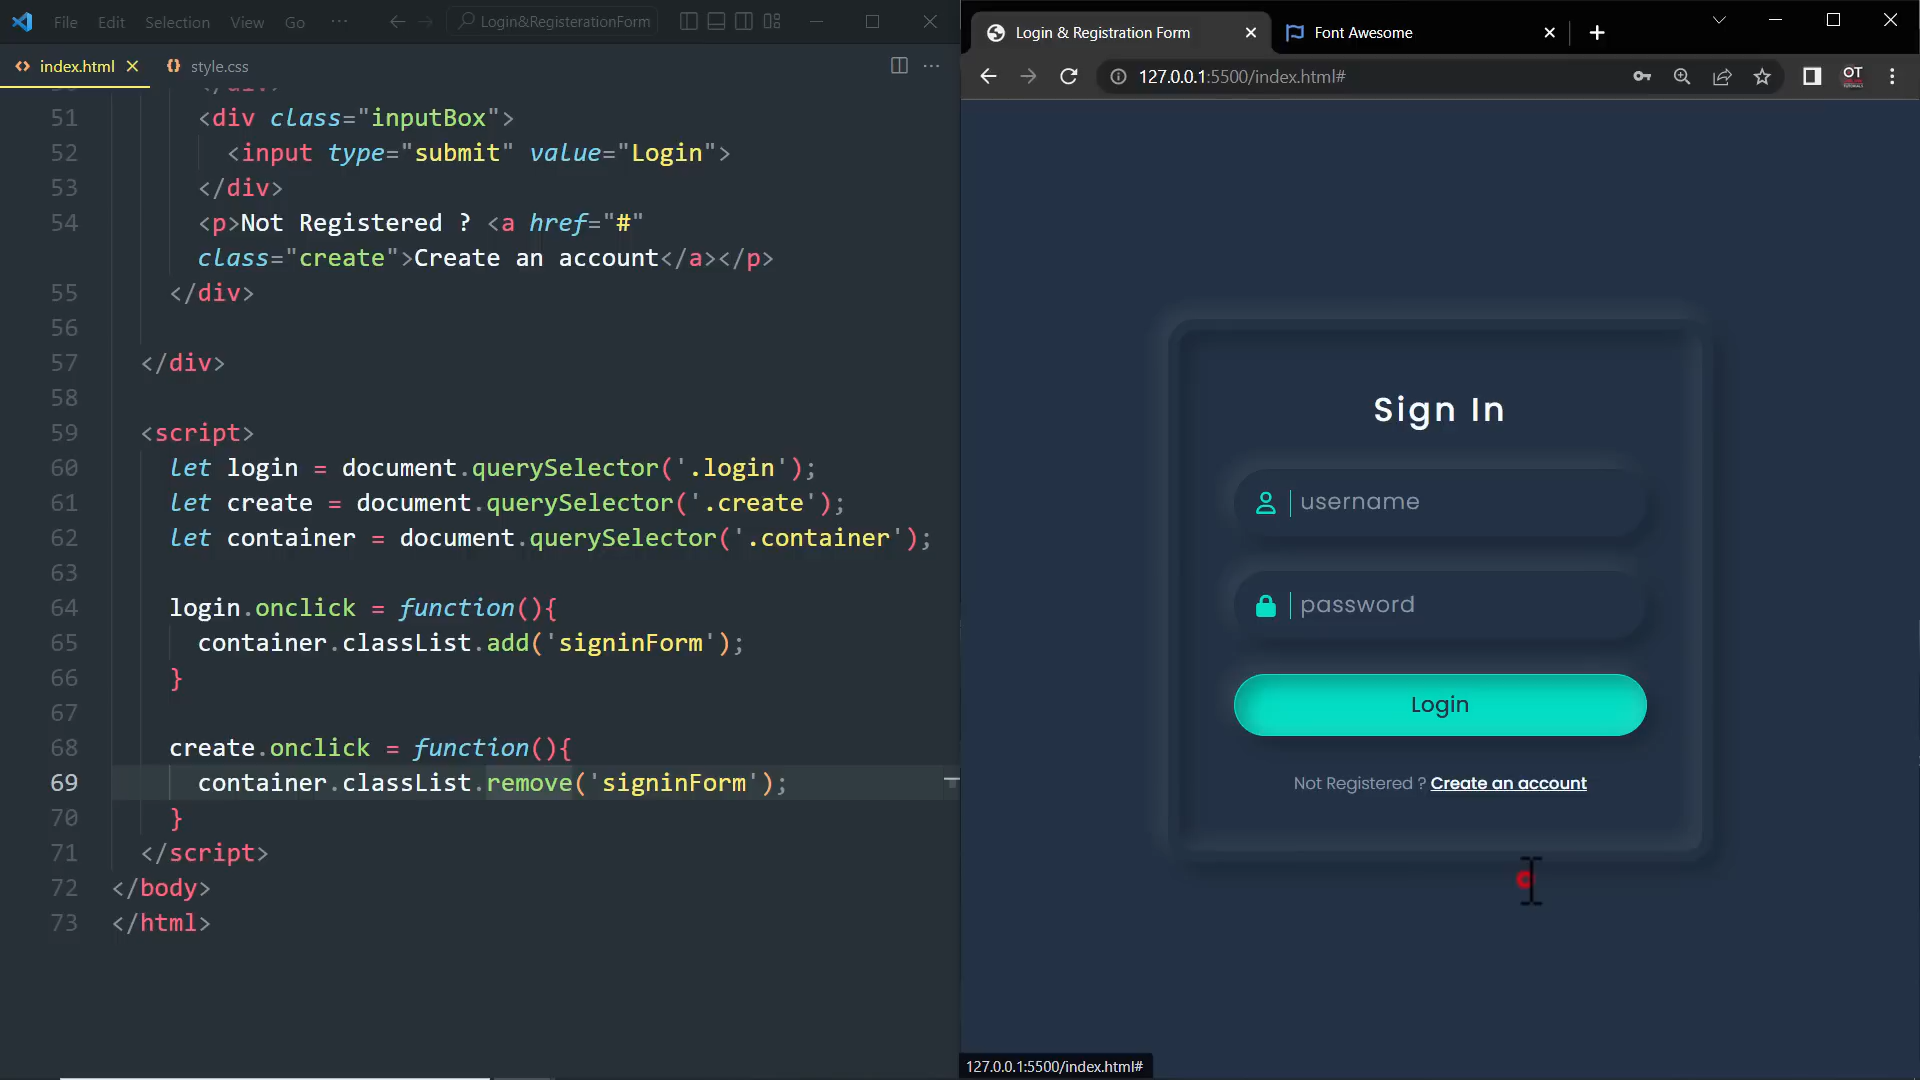 File Edit Selection View Go ··· Login&RegisterationForm
index.html style.css
51 <div class="inputBox">
52 <input type="submit" value="Login">
53 </div>
54 <p>Not Registered ? <a href="#"
class="create">Create an account</a></p>
55 </div>
56
57 </div>
58
59 <script>
60 let login = document.querySelector('.login');
61 let create = document.querySelector('.create');
62 let container = document.querySelector('.container');
63
64 login.onclick = function(){
65 container.classList.add('signinForm');
66 }
67
68 create.onclick = function(){
69 container.classList.remove('signinForm');
70 }
71 </script>
72 </body>
73 </html>
Login & Registration Form Font Awesome
127.0.0.1:5500/index.html#
OT
Sign In
username
password
Login
Not Registered ? Create an account
127.0.0.1:5500/index.html#